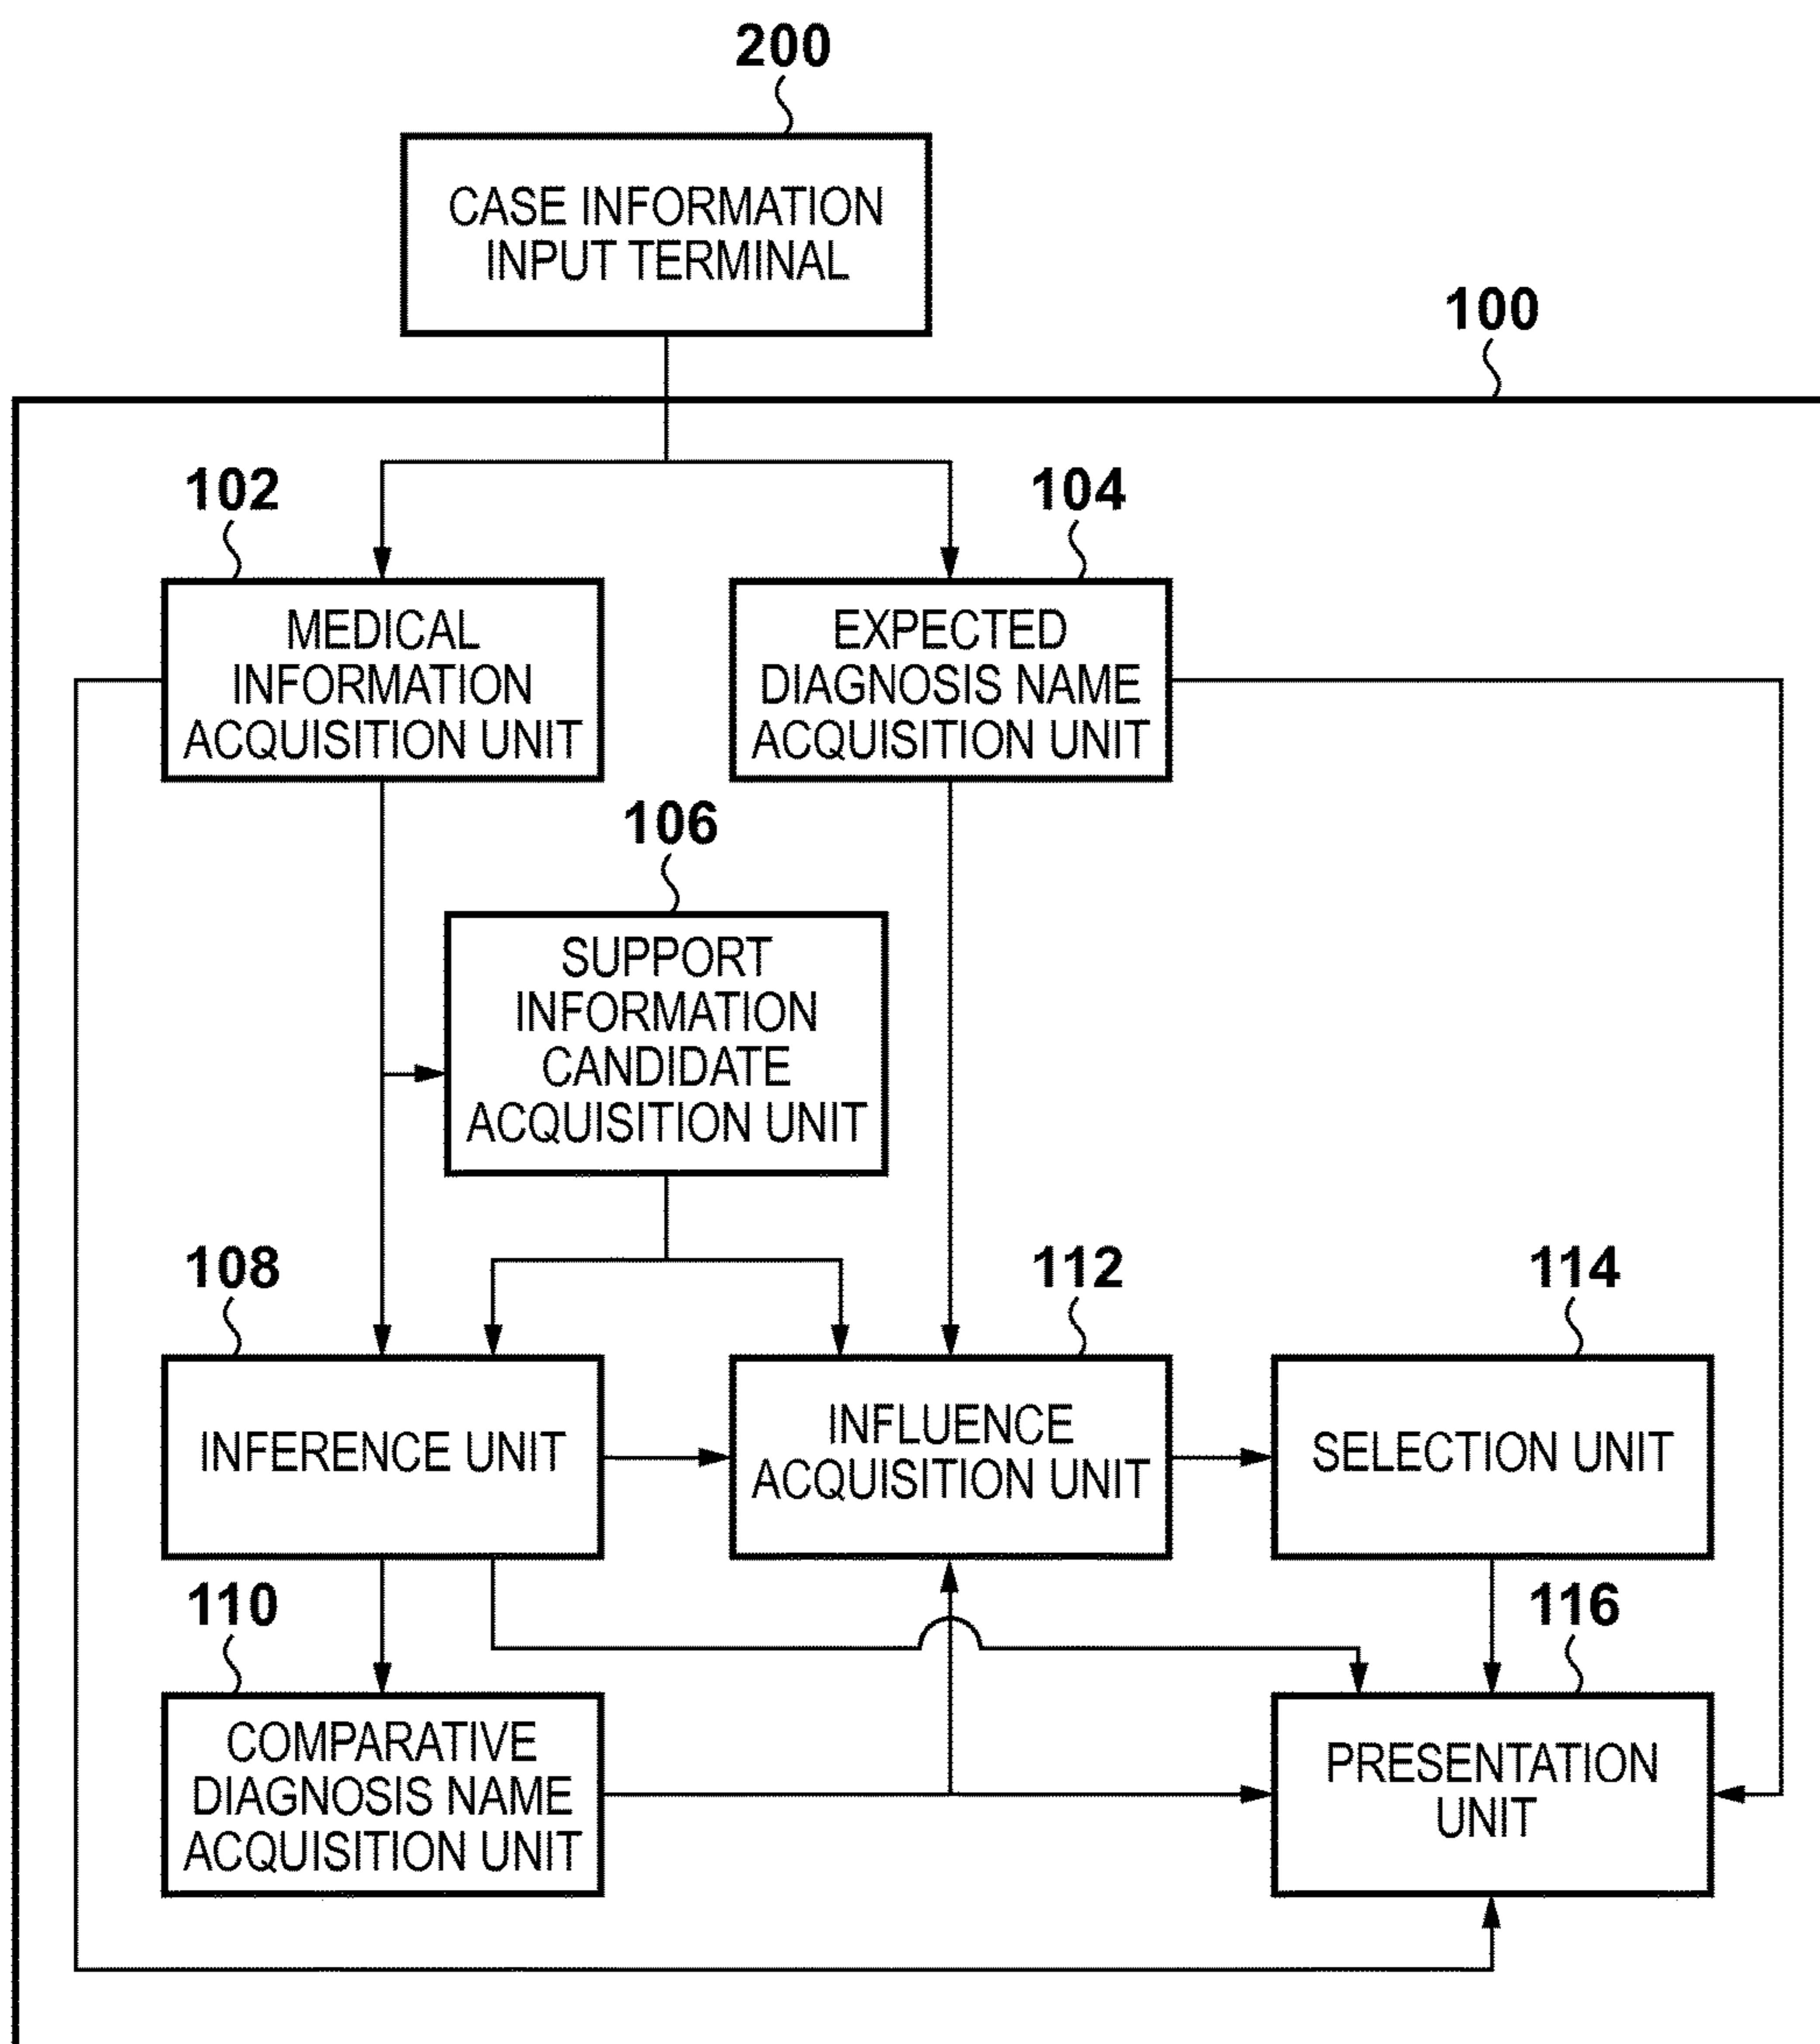 200
CASE INFORMATION
INPUT TERMINAL
100
102
104
MEDICAL
INFORMATION
ACQUISITION UNIT
EXPECTED
DIAGNOSIS NAME
ACQUISITION UNIT
106
SUPPORT
INFORMATION
CANDIDATE
ACQUISITION UNIT
108
112
114
INFERENCE UNIT
INFLUENCE
ACQUISITION UNIT
SELECTION UNIT
110
116
COMPARATIVE
DIAGNOSIS NAME
ACQUISITION UNIT
PRESENTATION
UNIT